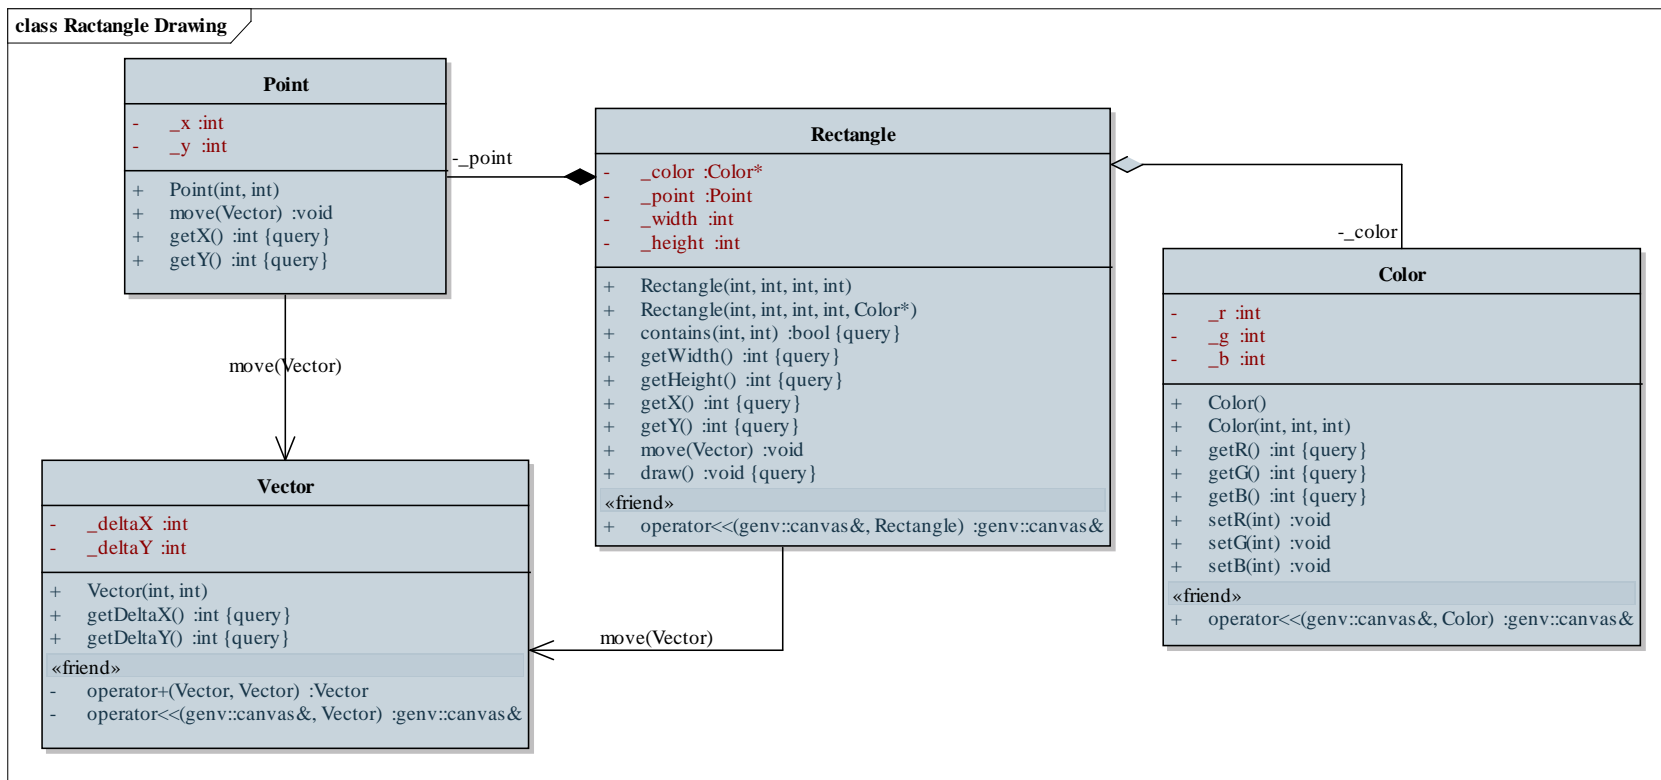 class Ractangle Drawing
Point
- _x :int
- _y :int
+ Point(int, int)
+ move(Vector) :void
+ getX() :int {query}
+ getY() :int {query}
-_point
Rectangle
- _color :Color*
- _point :Point
- _width :int
- _height :int
+ Rectangle(int, int, int, int)
+ Rectangle(int, int, int, int, Color*)
+ contains(int, int) :bool {query}
+ getWidth() :int {query}
+ getHeight() :int {query}
+ getX() :int {query}
+ getY() :int {query}
+ move(Vector) :void
+ draw() :void {query}
«friend»
+ operator<<(genv::canvas&, Rectangle) :genv::canvas&
-_color
Color
- _r :int
- _g :int
- _b :int
+ Color()
+ Color(int, int, int)
+ getR() :int {query}
+ getG() :int {query}
+ getB() :int {query}
+ setR(int) :void
+ setG(int) :void
+ setB(int) :void
«friend»
+ operator<<(genv::canvas&, Color) :genv::canvas&
move(Vector)
Vector
- _deltaX :int
- _deltaY :int
+ Vector(int, int)
+ getDeltaX() :int {query}
+ getDeltaY() :int {query}
«friend»
- operator+(Vector, Vector) :Vector
- operator<<(genv::canvas&, Vector) :genv::canvas&
move(Vector)